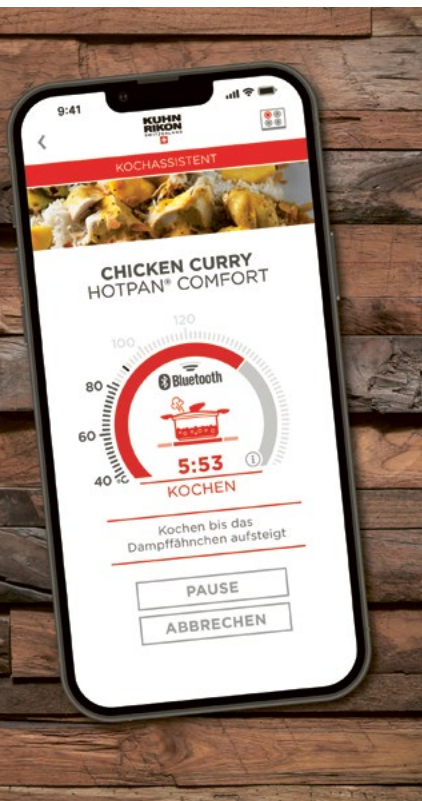 9:41
KUHN
RIKON
SWITZERLAND
KOCHASSISTENT
CHICKEN CURRY
HOTPAN® COMFORT
120
100
80
60
40 °C
Bluetooth
5:53
KOCHEN
Kochen bis das
Dampffähnchen aufsteigt
PAUSE
ABBRECHEN